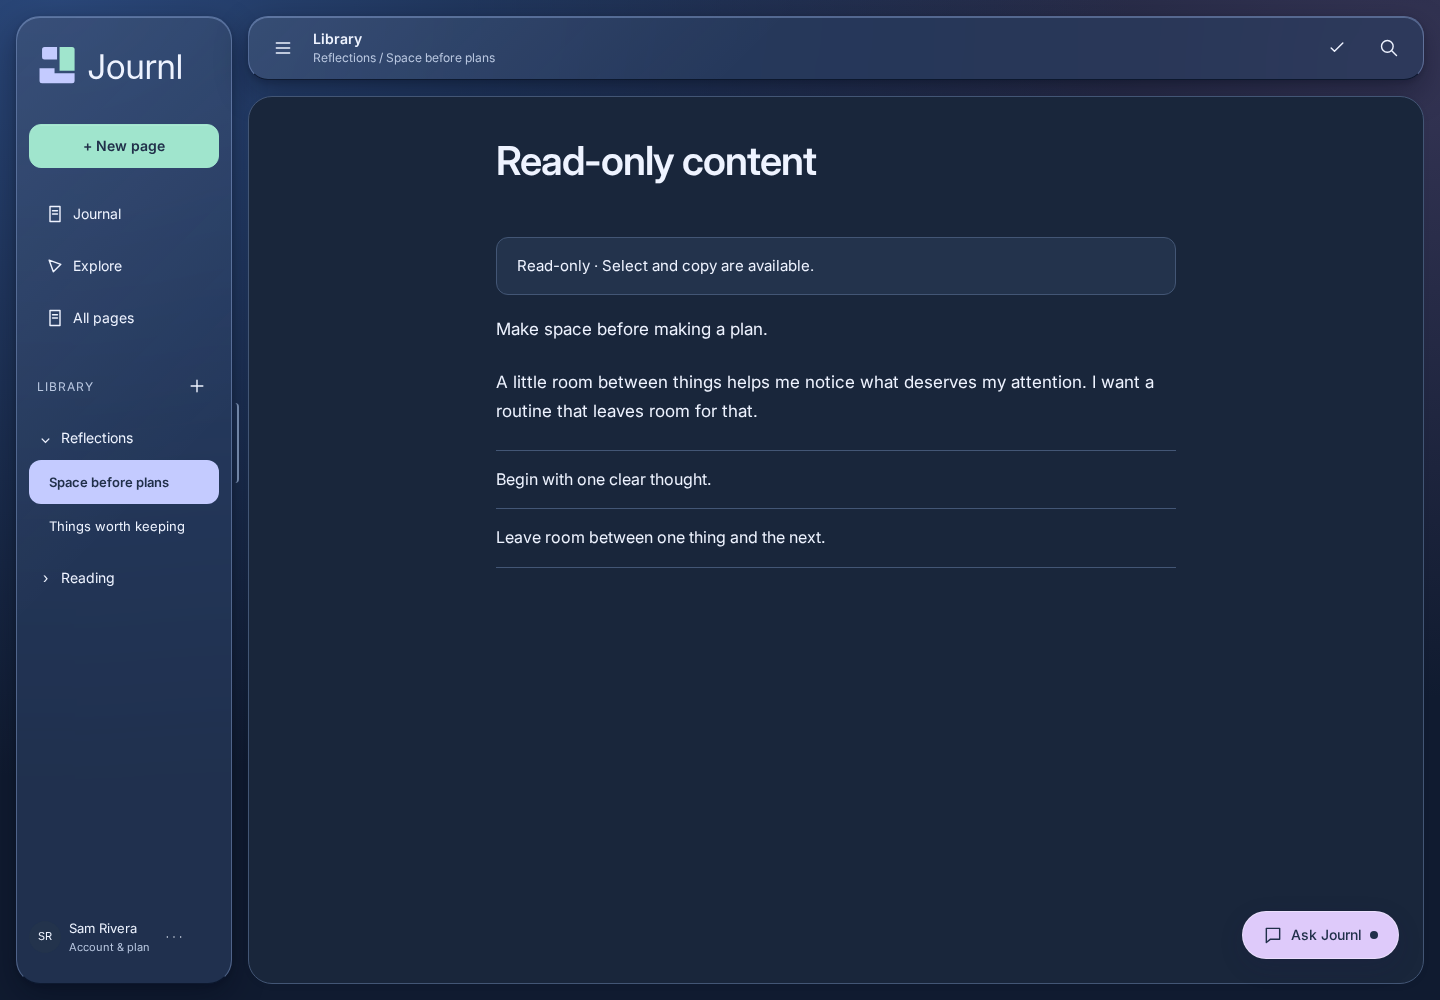 Journl
+ New page
Journal
Explore
All pages
LIBRARY
Reflections
Space before plans
Things worth keeping
Reading
SR
Sam Rivera
Account & plan
Library
Reflections / Space before plans
Read-only content
Read-only · Select and copy are available.
Make space before making a plan.
A little room between things helps me notice what deserves my attention. I want a
routine that leaves room for that.
Begin with one clear thought.
Leave room between one thing and the next.
Ask Journl